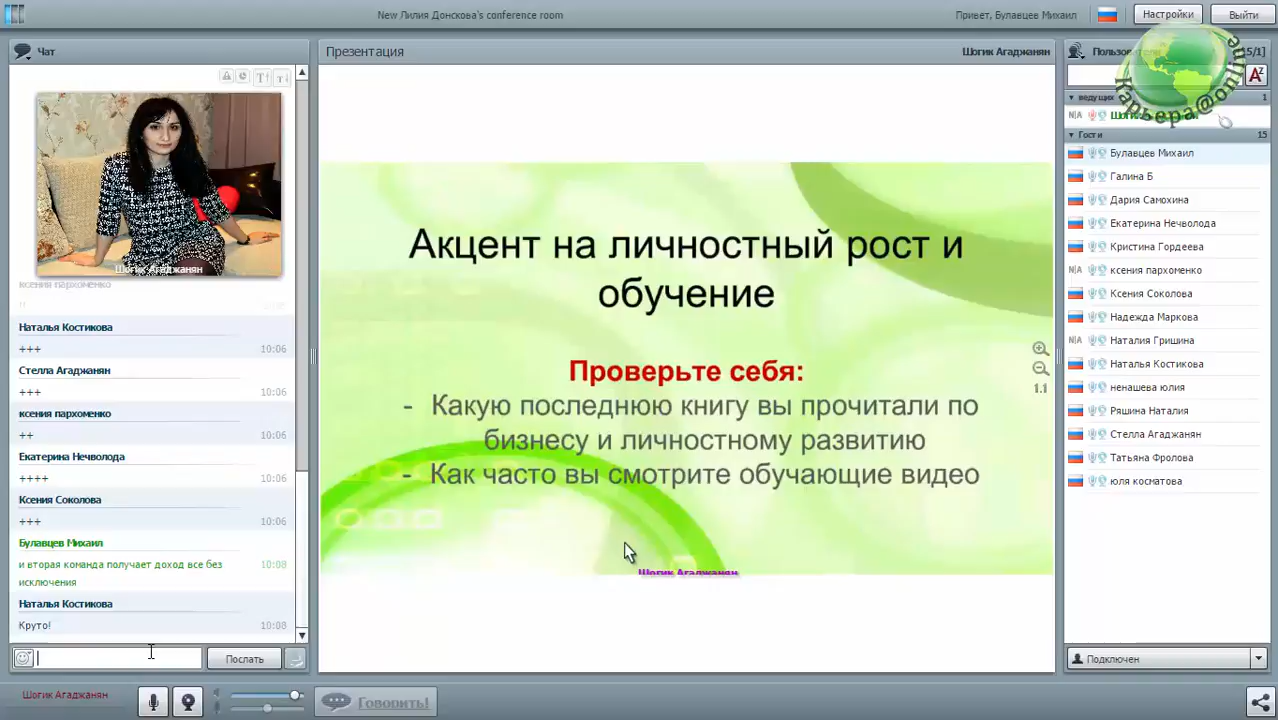 New Лилия Донскова's conference room
Привет, Булавцев Михаил
Настройки
Выйти
Чат
Шогик Агаджанян
ксения пархоменко
Наталья Костикова
+++
10:06
Стелла Агаджанян
+++
10:06
ксения пархоменко
++
10:06
Екатерина Нечволода
++++
10:06
Ксения Соколова
+++
10:06
Булавцев Михаил
и вторая команда получает доход все без
исключения
10:08
Наталья Костикова
Круто!
10:08
Послать
Шогик Агаджанян
Говорить!
Презентация
Шогик Агаджанян
Акцент на личностный рост и
обучение
Проверьте себя:
- Какую последнюю книгу вы прочитали по
бизнесу и личностному развитию
- Как часто вы смотрите обучающие видео
Шогик Агаджанян
1.1
Карьера@online
ведущих
1
N/A
Гости
15
Булавцев Михаил
Галина Б
Дария Самохина
Екатерина Нечволода
Кристина Гордеева
N/A ксения пархоменко
Ксения Соколова
Надежда Маркова
N/A Наталия Гришина
Наталья Костикова
ненашева юлия
Ряшина Наталия
Стелла Агаджанян
Татьяна Фролова
юля косматова
Подключен